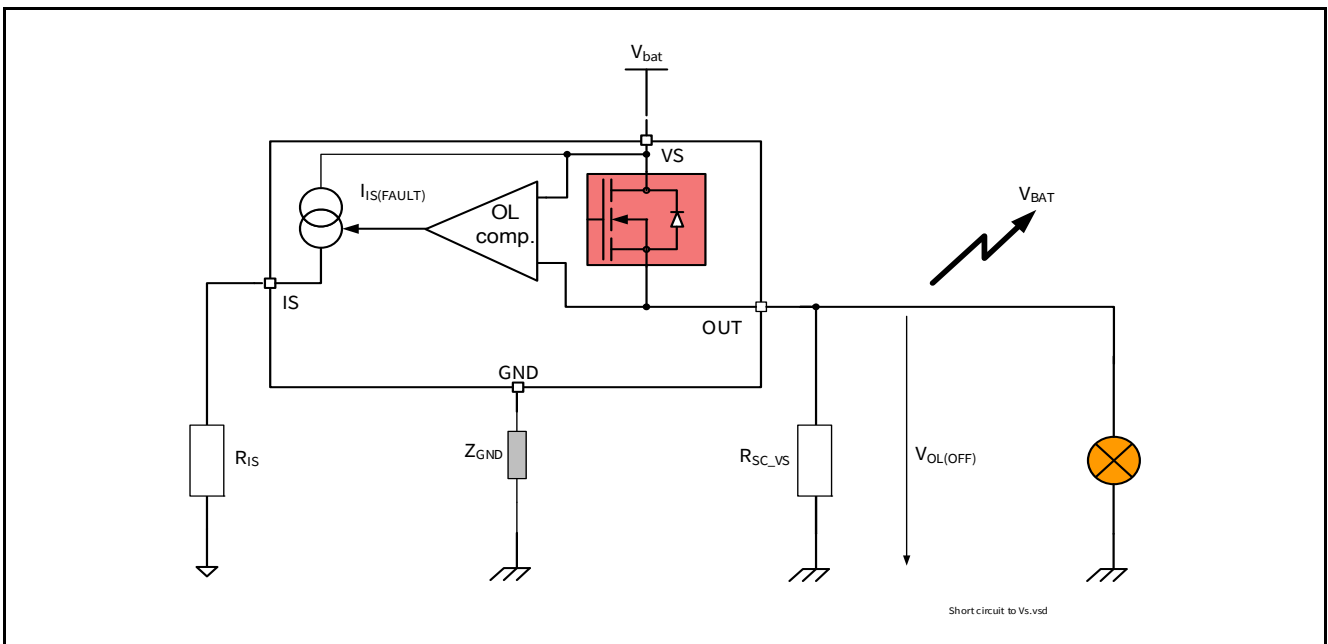 Vbat
VS
IIS(FAULT)
OL
comp.
VBAT
IS
OUT
GND
RIS
ZGND
RSC_VS
VOL(OFF)
Short circuit to Vs.vsd